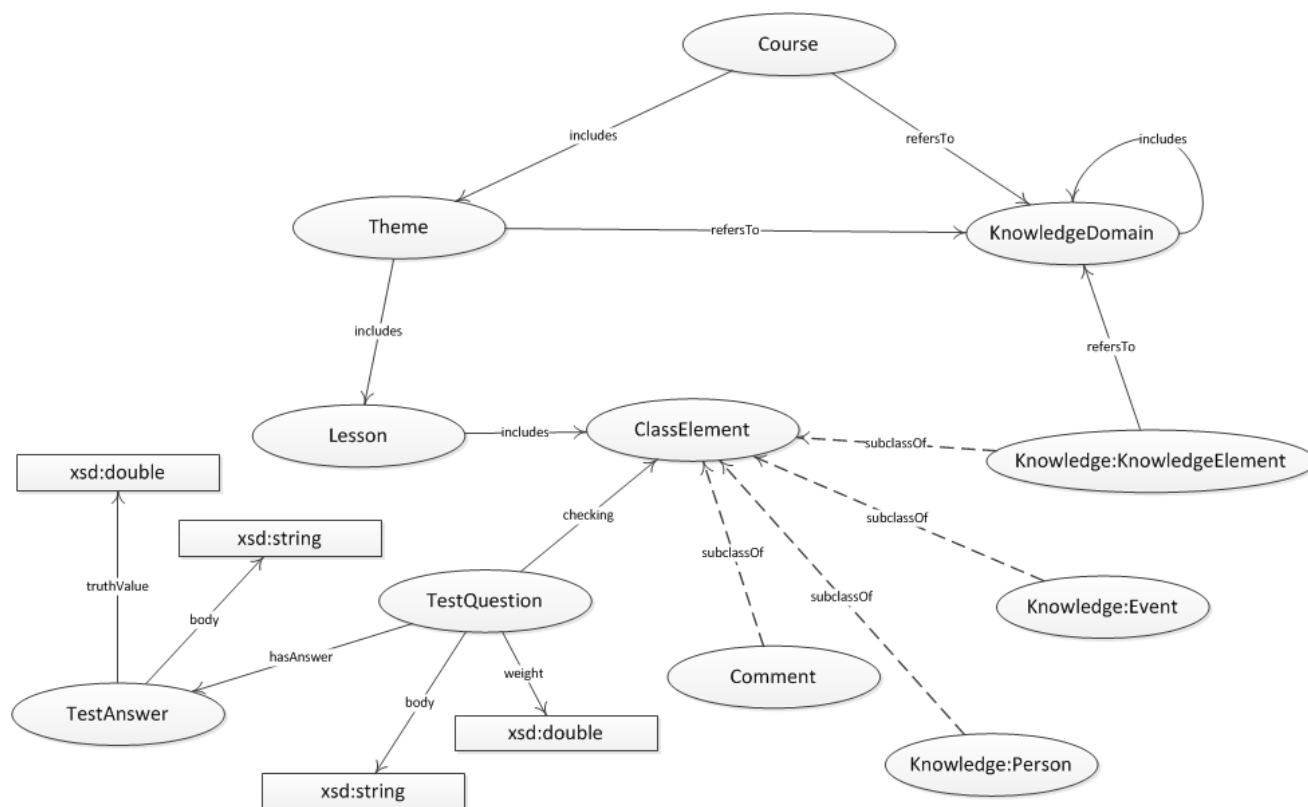 Course
includes
refersTo
includes
Theme
refersTo
KnowledgeDomain
includes
refersTo
Lesson
includes
ClassElement
subclassOf
Knowledge:KnowledgeElement
xsd:double
checking
subclassOf
xsd:string
subclassOf
truthValue
TestQuestion
subclassOf
Knowledge:Event
body
hasAnswer
weight
Comment
TestAnswer
body
xsd:double
Knowledge:Person
xsd:string